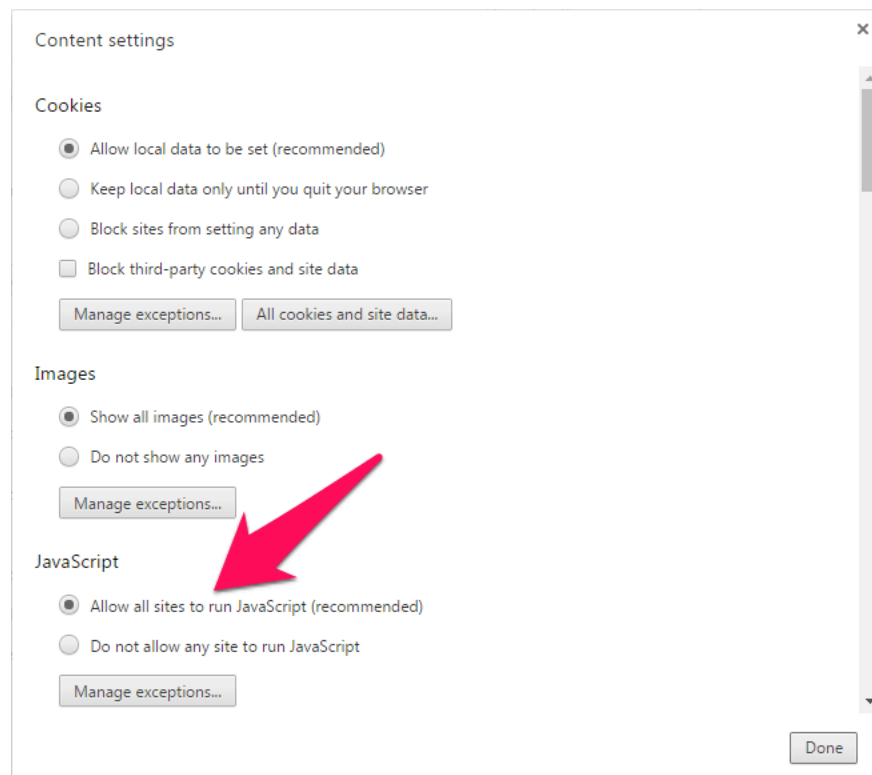 Content settings
Cookies
Allow local data to be set (recommended)
Keep local data only until you quit your browser
Block sites from setting any data
Block third-party cookies and site data
Manage exceptions... All cookies and site data...
Images
Show all images (recommended)
Do not show any images
Manage exceptions...
JavaScript
Allow all sites to run JavaScript (recommended)
Do not allow any site to run JavaScript
Manage exceptions...
Done